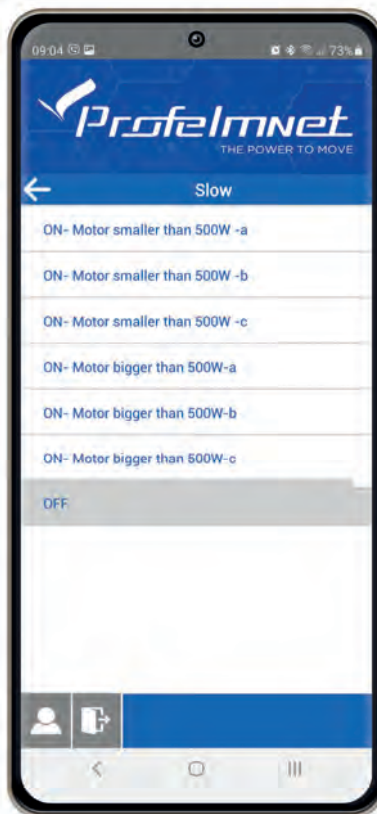 09:04
73%
Profelmnet
THE POWER TO MOVE
Slow
ON- Motor smaller than 500W -a
ON- Motor smaller than 500W -b
ON- Motor smaller than 500W -c
ON- Motor bigger than 500W-a
ON- Motor bigger than 500W-b
ON- Motor bigger than 500W-c
OFF